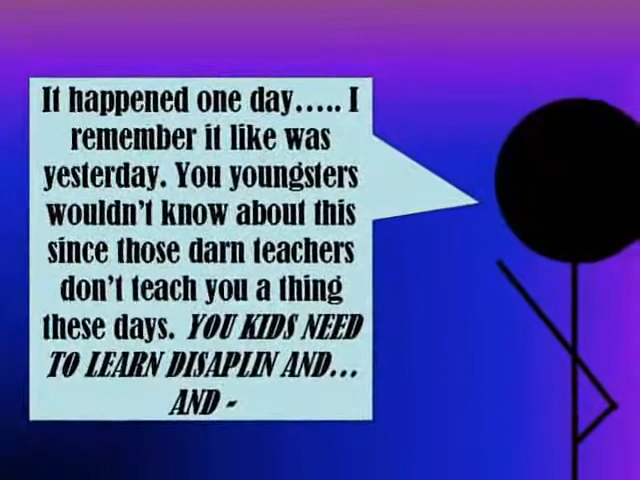 It happened one day….. I
remember it like was
yesterday. You youngsters
wouldn't know about this
since those darn teachers
don't teach you a thing
these days. YOU KIDS NEED
TO LEARN DISAPLIN AND…
AND -